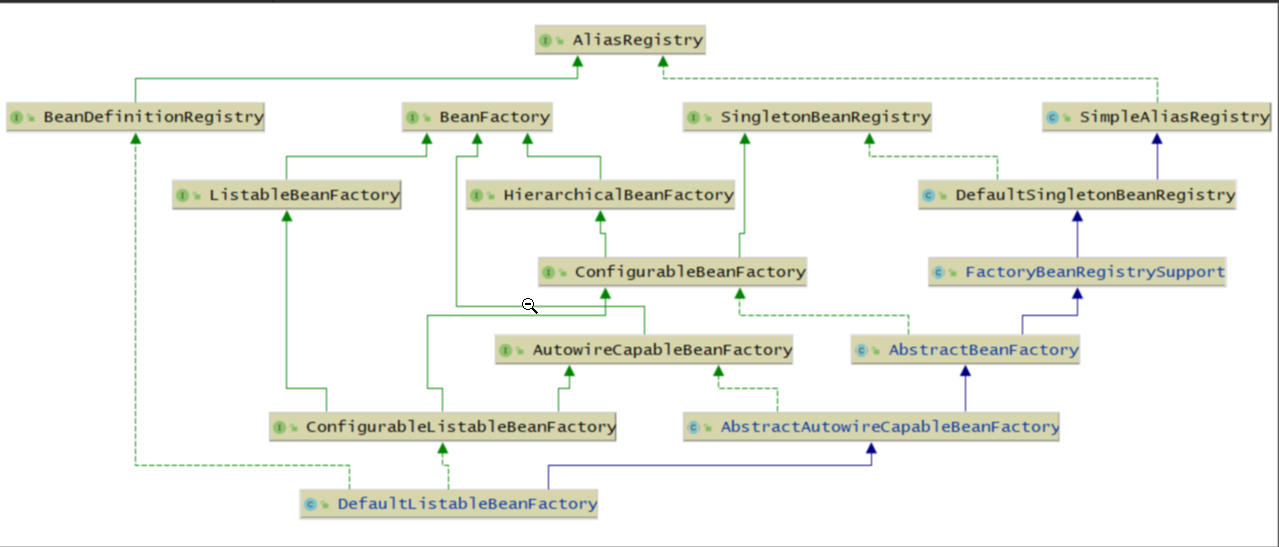 AliasRegistry
BeanDefinitionRegistry
BeanFactory
SingletonBeanRegistry
SimpleAliasRegistry
ListableBeanFactory
HierarchicalBeanFactory
DefaultSingletonBeanRegistry
ConfigurableBeanFactory
FactoryBeanRegistrySupport
AutowireCapableBeanFactory
AbstractBeanFactory
ConfigurableListableBeanFactory
AbstractAutowireCapableBeanFactory
DefaultListableBeanFactory